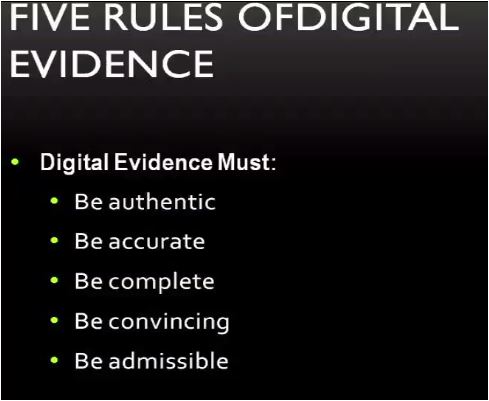 FIVE RULES OFDIGITAL
EVIDENCE
• Digital Evidence Must:
• Be authentic
• Be accurate
• Be complete
• Be convincing
• Be admissible